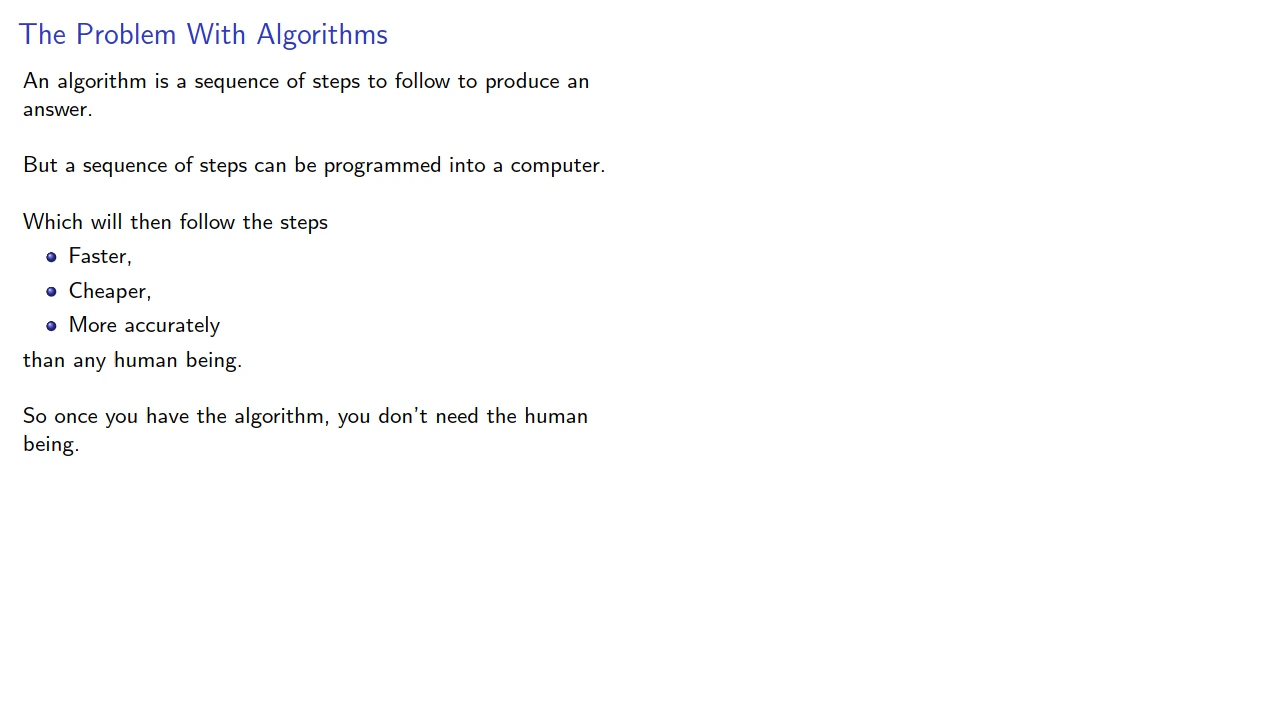 The Problem With Algorithms
An algorithm is a sequence of steps to follow to produce an
answer.
But a sequence of steps can be programmed into a computer.
Which will then follow the steps
Faster,
Cheaper,
More accurately
than any human being.
So once you have the algorithm, you don't need the human
being.